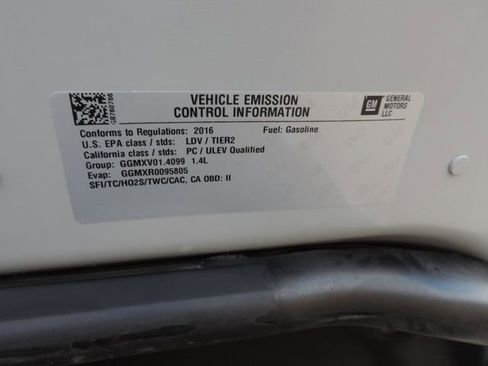 VEHICLE EMISSION
CONTROL INFORMATION
GM
GENERAL
MOTORS
LLC
Conforms to Regulations: 2016 Fuel: Gasoline
U.S. EPA class / stds: LDV / TIER2
California class / stds: PC / ULEV Qualified
Group: GGMXV01.4099 1.4L
Evap: GGMXR0095805
SFI/TC/HO2S/TWC/CAC, CA OBD: II